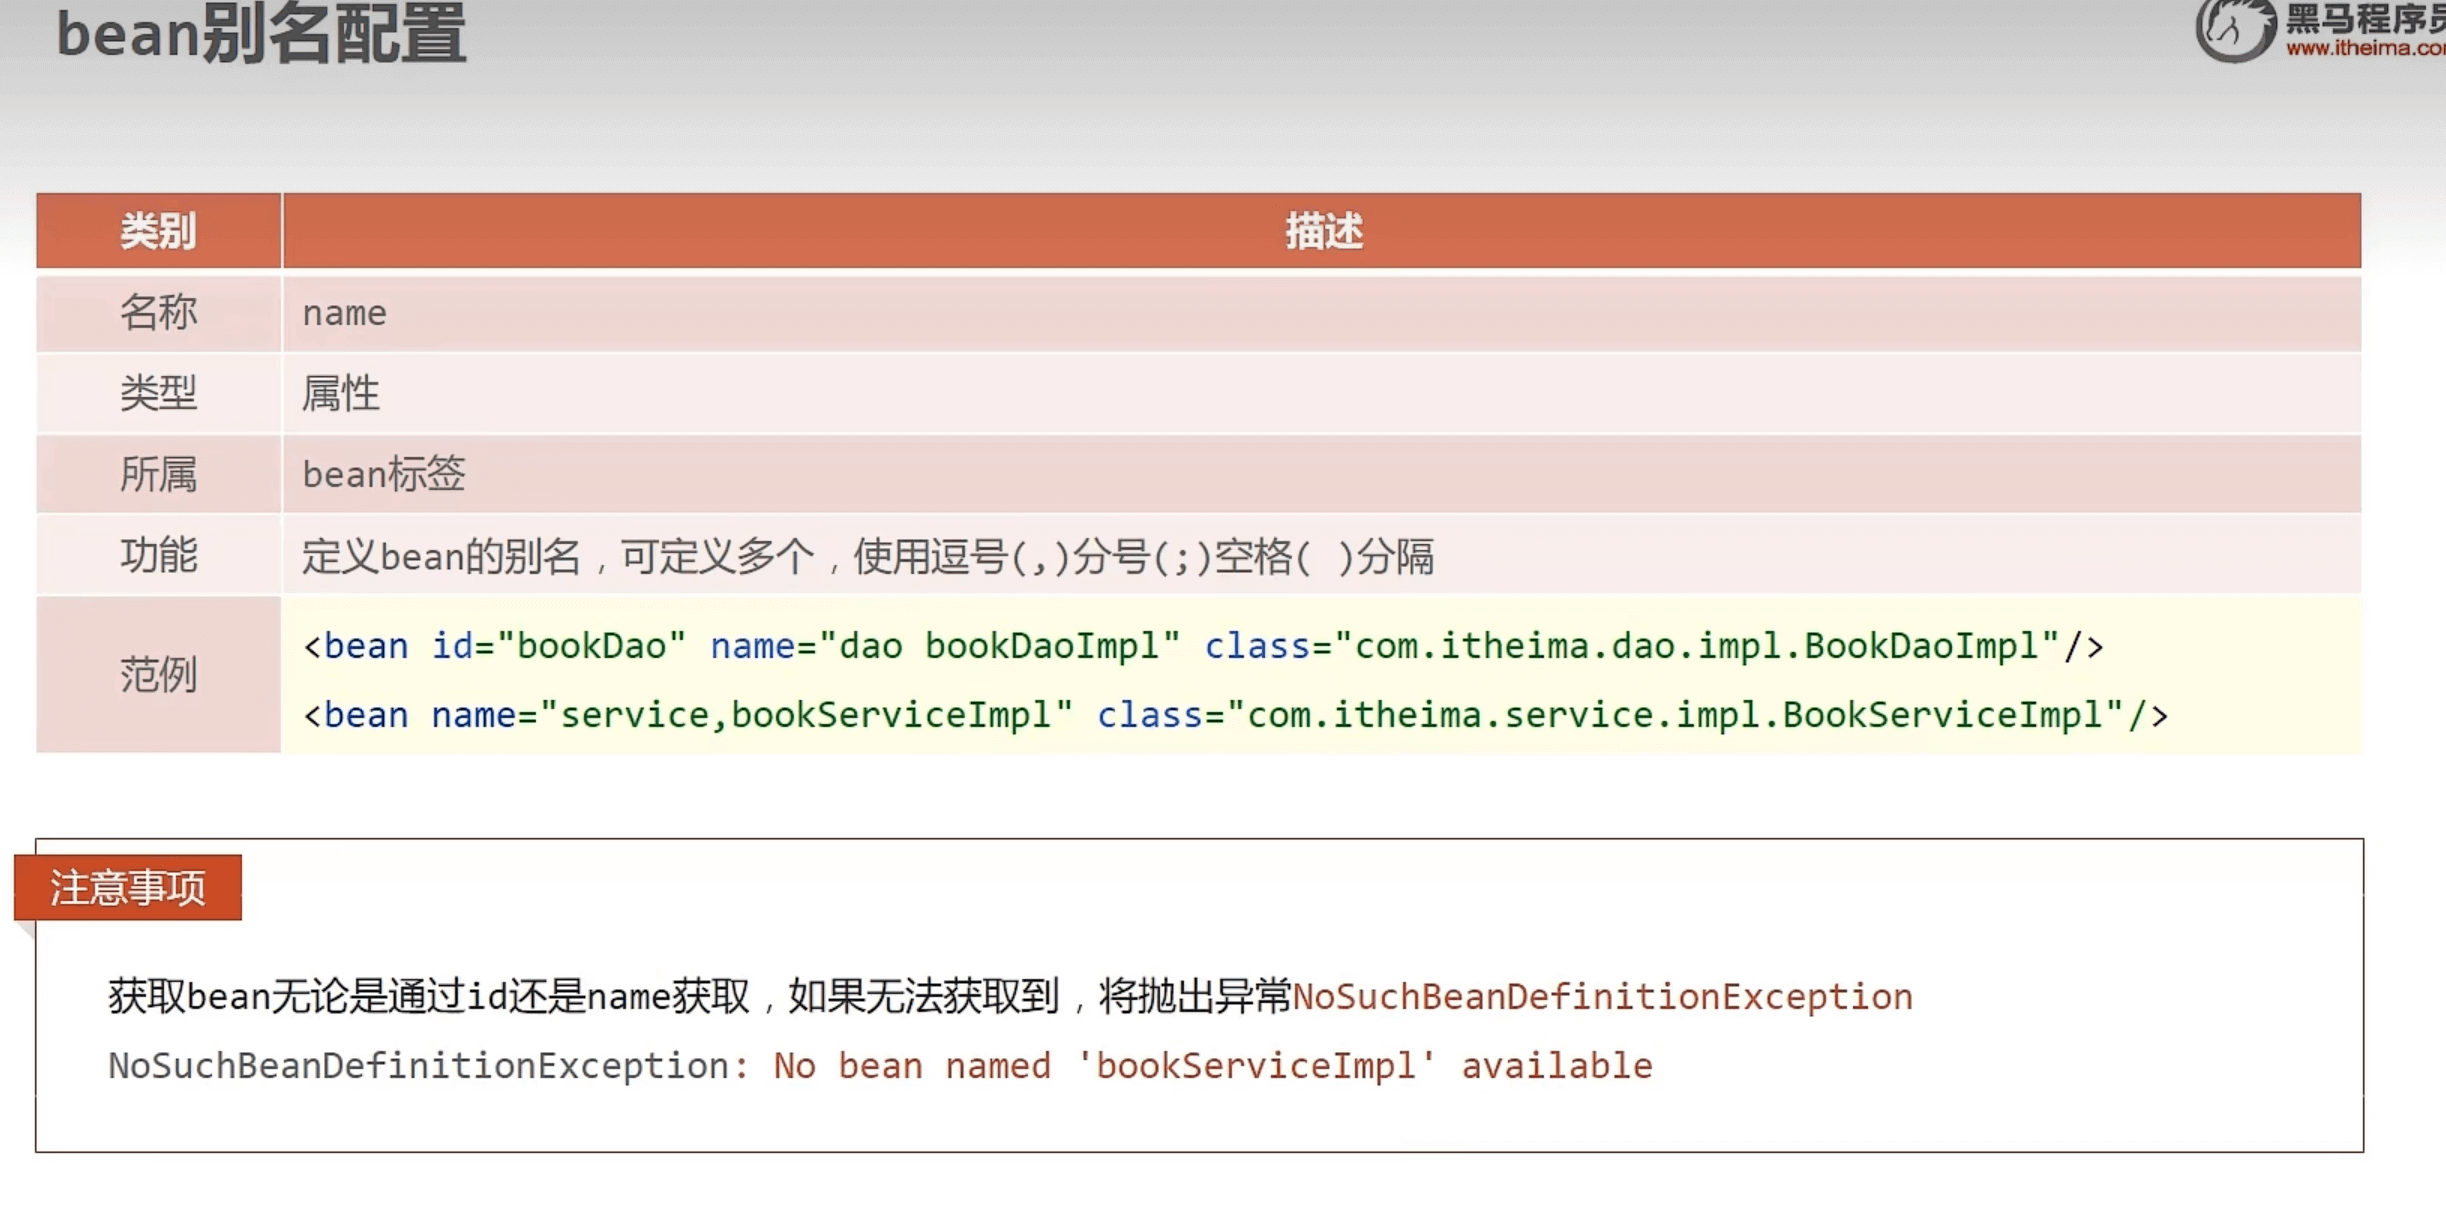 bean别名配置
黑马程序员
www.itheima.co
类别 描述
名称 name
类型 属性
所属 bean标签
功能 定义bean的别名，可定义多个，使用逗号(,)分号(;)空格( )分隔
范例
<bean id="bookDao" name="dao bookDaoImpl" class="com.itheima.dao.impl.BookDaoImpl"/>
<bean name="service,bookServiceImpl" class="com.itheima.service.impl.BookServiceImpl"/>
注意事项
获取bean无论是通过id还是name获取，如果无法获取到，将抛出异常NoSuchBeanDefinitionException
NoSuchBeanDefinitionException: No bean named 'bookServiceImpl' available